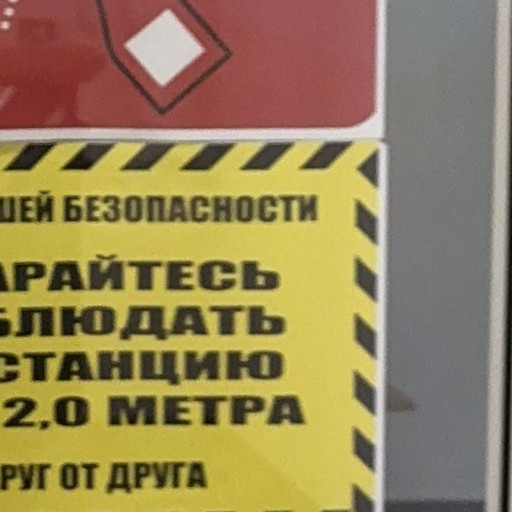 ШЕЙ БЕЗОПАСНОСТИ
АРАЙТЕСЬ
БЛЮДАТЬ
СТАНЦИЮ
2,0 МЕТРА
РУГ ОТ ДРУГА